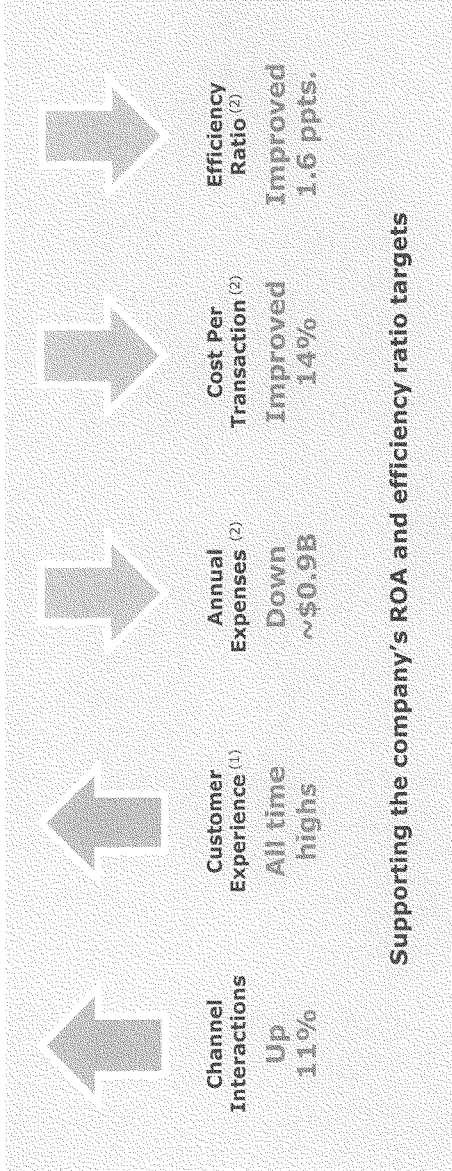 Channel
Interactions
Up
11%
Customer
Experience (1)
All time
highs
Annual
Expenses (2)
Down
~$0.9B
Cost Per
Transaction (2)
Improved
14%
Efficiency
Ratio (2)
Improved
1.6 ppts.
Supporting the company's ROA and efficiency ratio targets